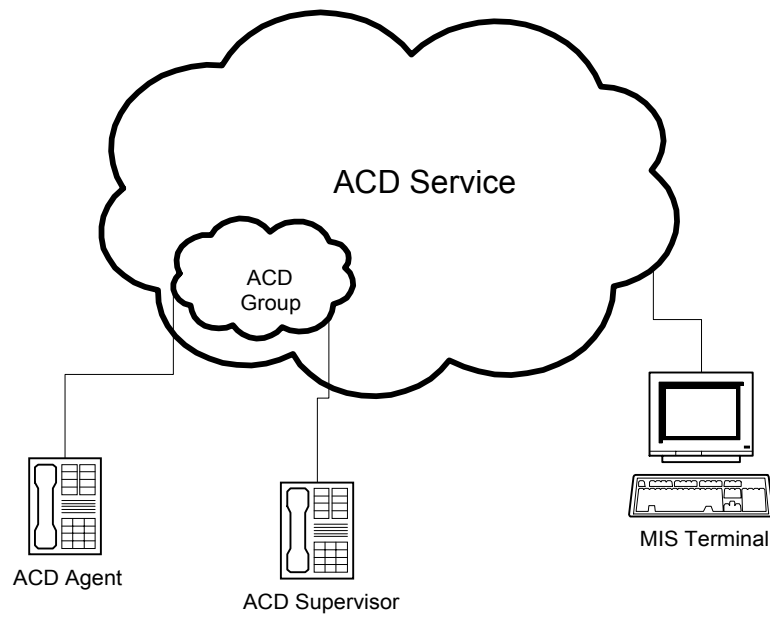 ACD Service
ACD
Group
ACD Agent
ACD Supervisor
MIS Terminal